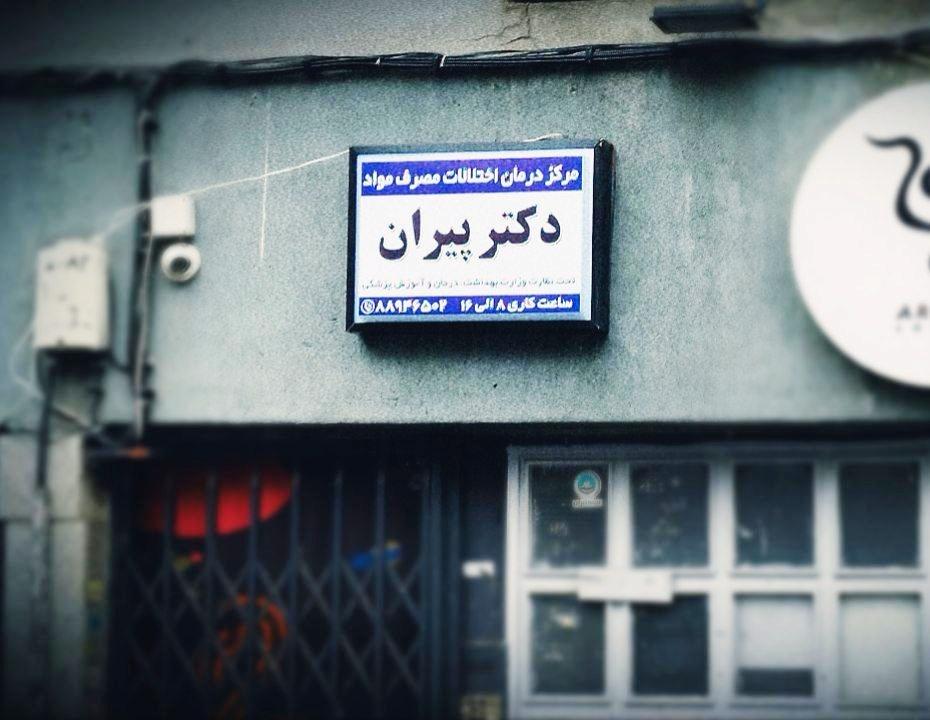 مرکز درمان اختلالات مصرف مواد
دکتر پیران
تحت نظارت وزارت بهداشت، درمان و آموزش پزشکی
ساعت کاری ۸ الی ۱۶ ۸۸۹۴۶۵۰۲